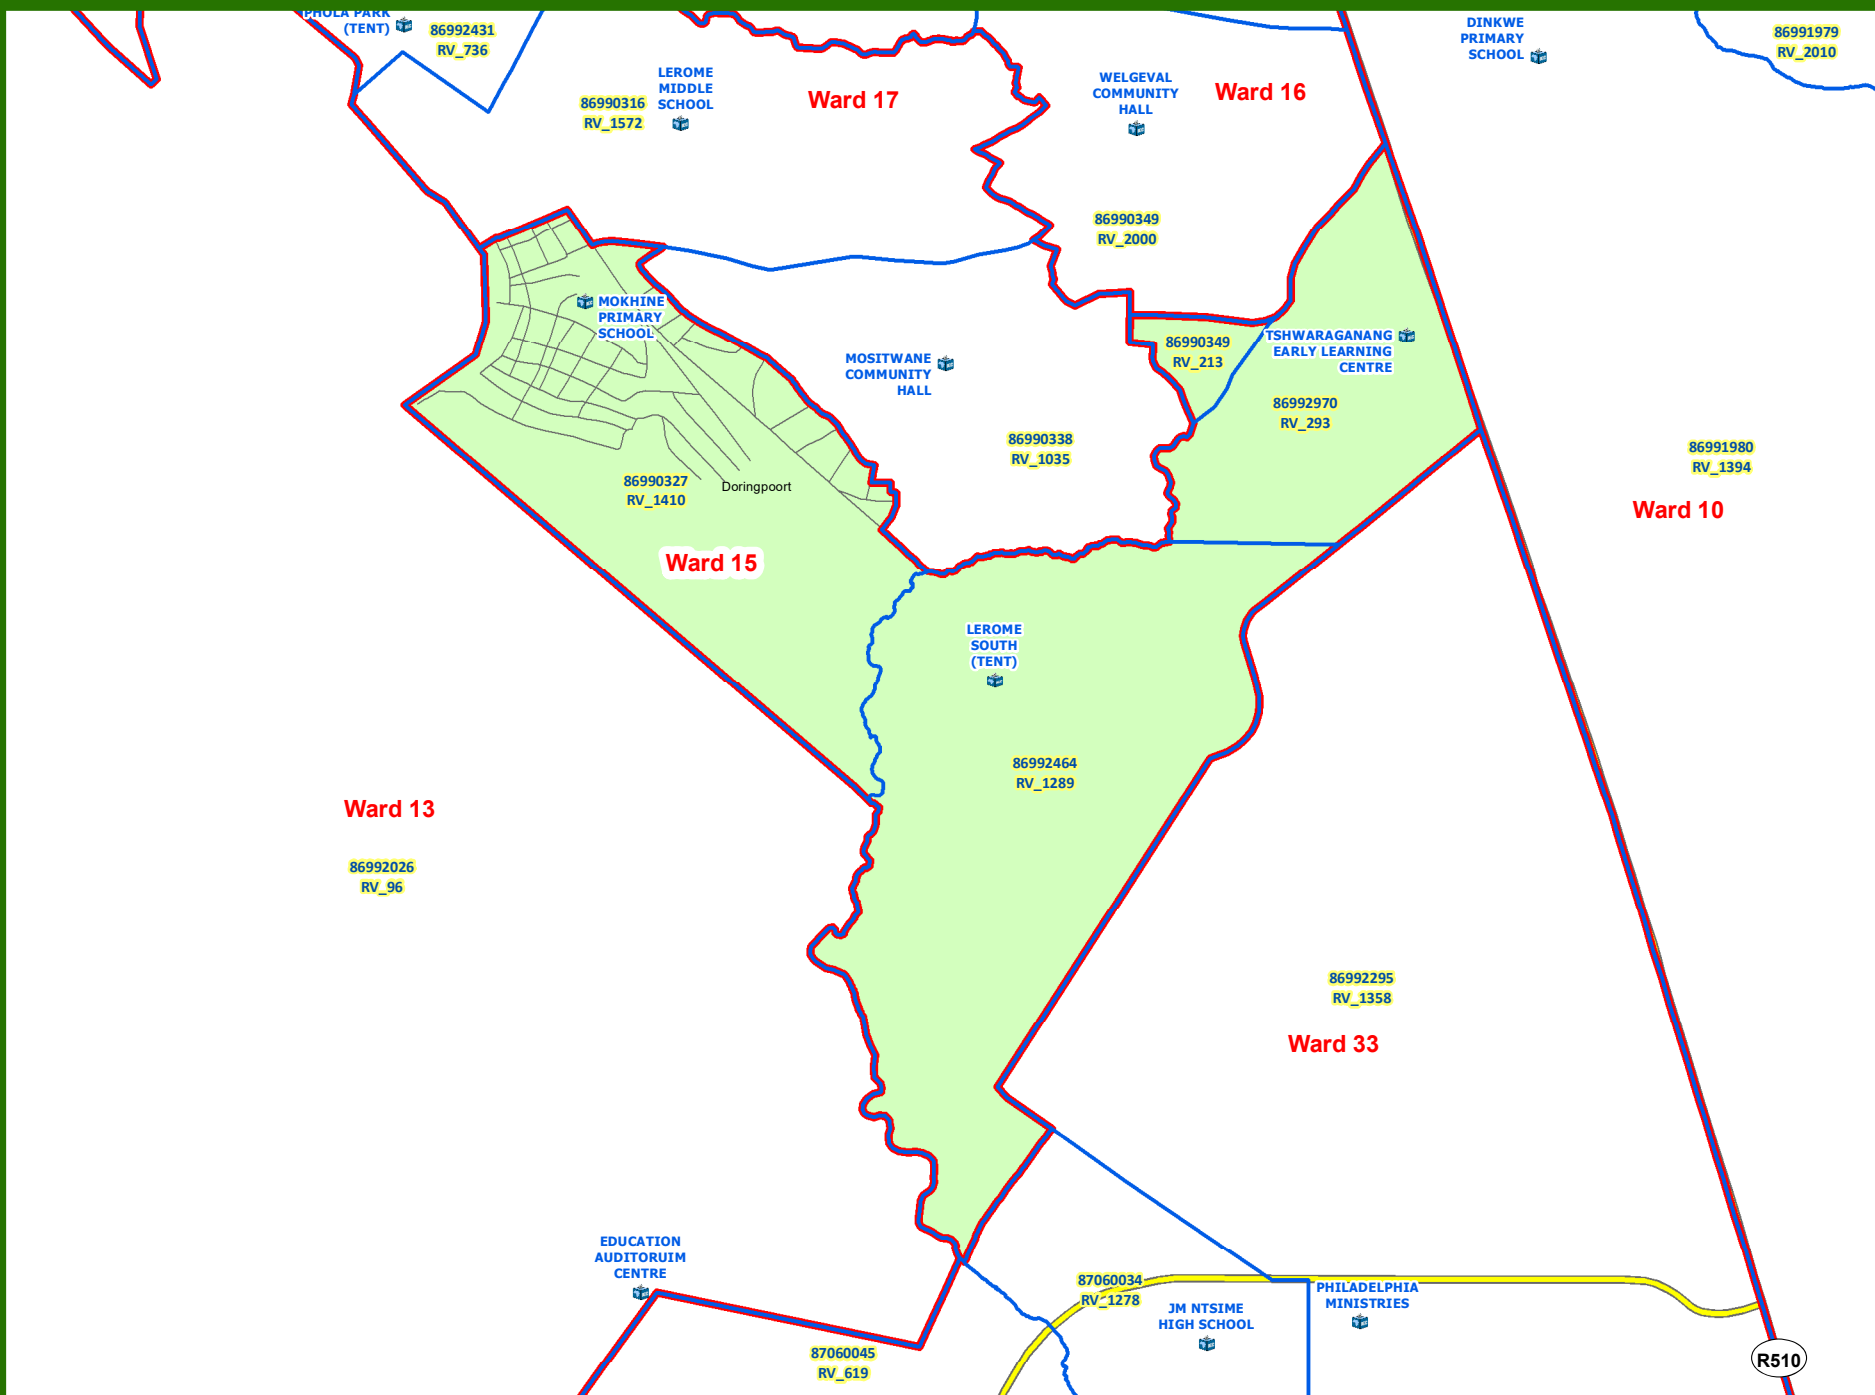 PHOLA PARK
(TENT)
86992431
RV_736
DINKWE
PRIMARY
SCHOOL
86991979
RV_2010
LEROME
MIDDLE
SCHOOL
86990316
RV_1572
Ward 17
WELGEVAL
COMMUNITY
HALL
Ward 16
86990349
RV_2000
MOKHINE
PRIMARY
SCHOOL
MOSITWANE
COMMUNITY
HALL
86990349
RV_213
TSHWARAGANANG
EARLY LEARNING
CENTRE
86992970
RV_293
86990338
RV_1035
86991980
RV_1394
Ward 10
86990327
RV_1410
Doringpoort
Ward 15
LEROME
SOUTH
(TENT)
86992464
RV_1289
Ward 13
86992026
RV_96
86992295
RV_1358
Ward 33
EDUCATION
AUDITORUIM
CENTRE
87060034
RV_1278
JM NTSIME
HIGH SCHOOL
PHILADELPHIA
MINISTRIES
87060045
RV_619
R510